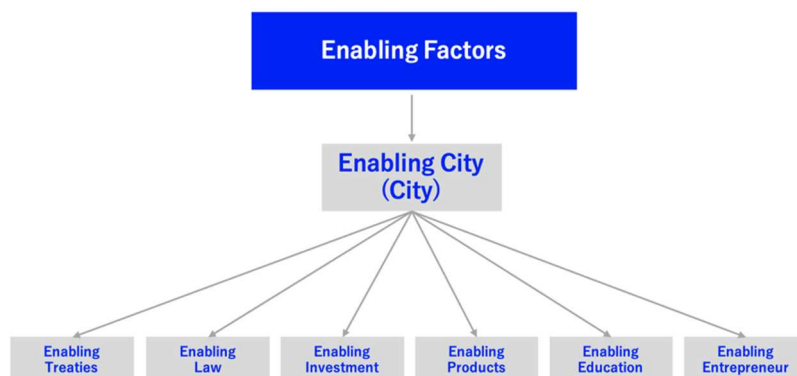 Enabling Factors
Enabling City
(City)
Enabling
Treaties
Enabling
Law
Enabling
Investment
Enabling
Products
Enabling
Education
Enabling
Entrepreneur